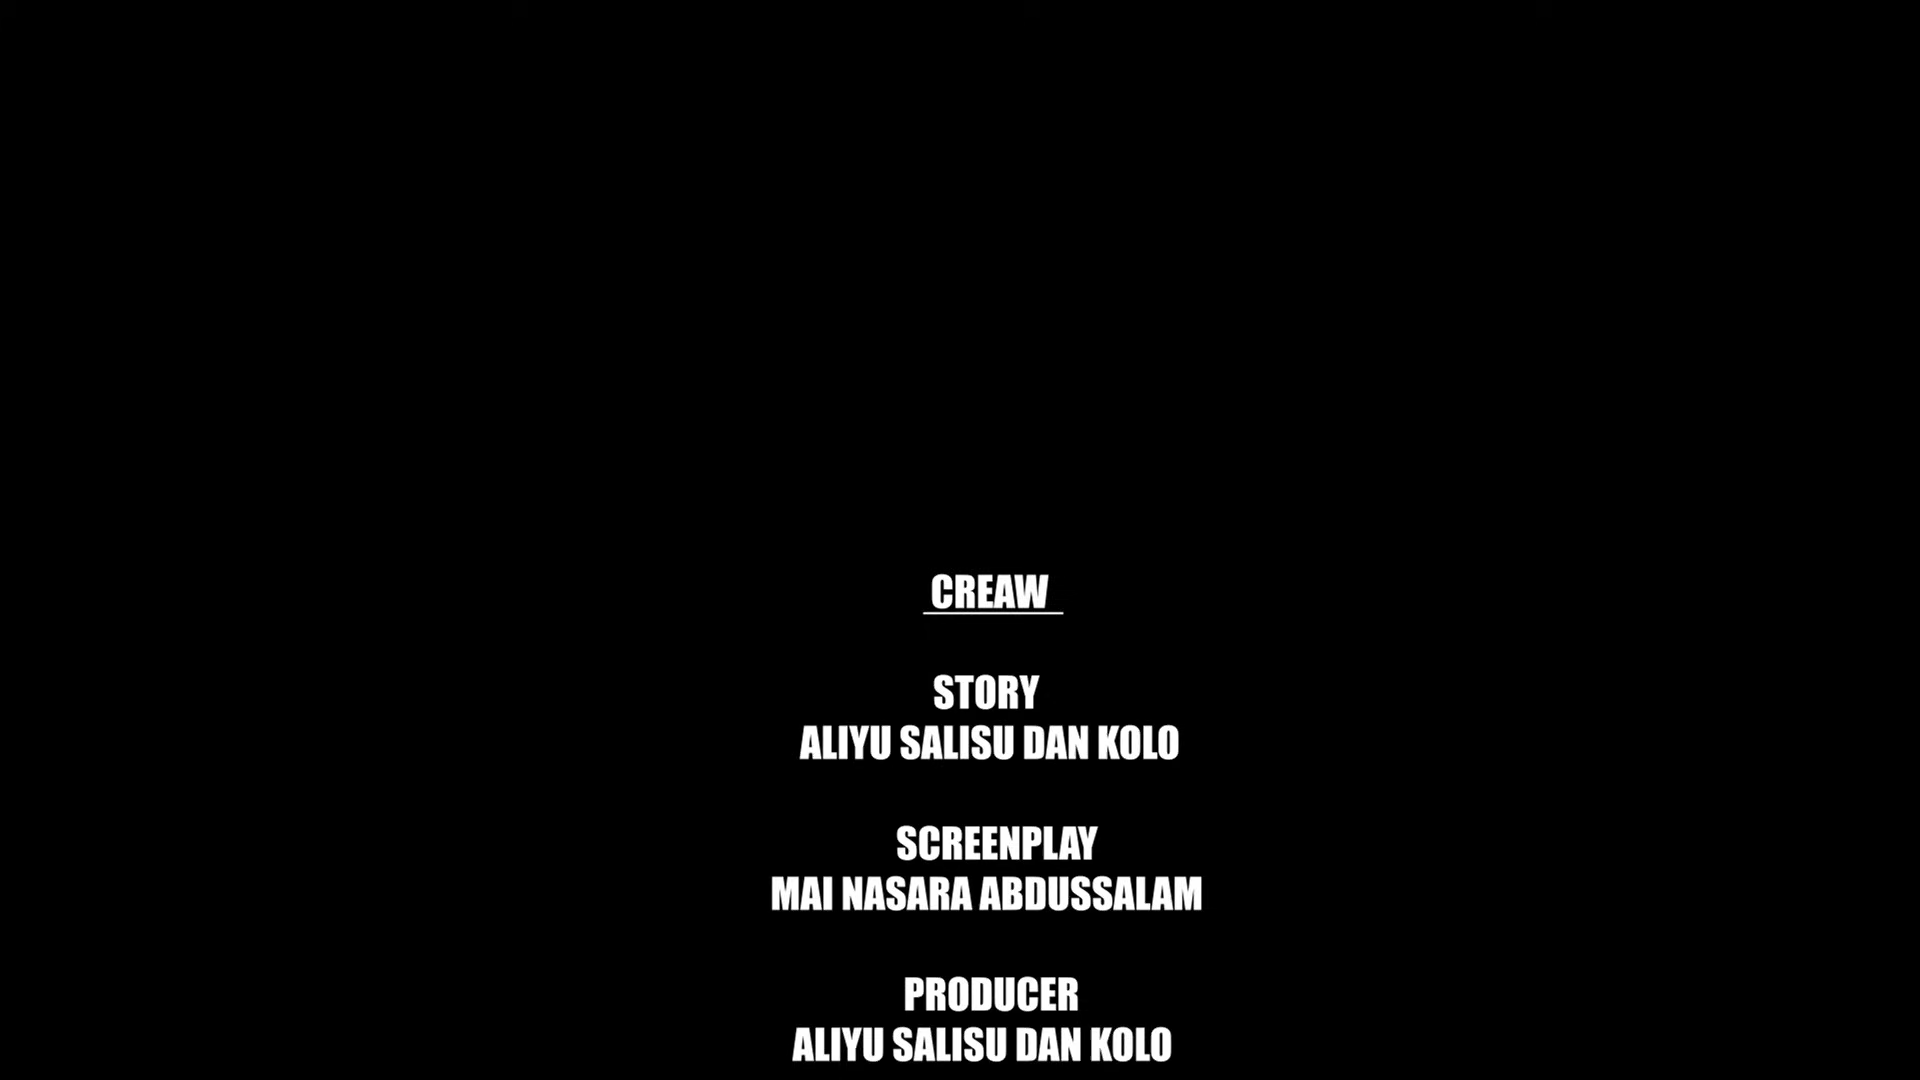 CREAW
STORY
ALIYU SALISU DAN KOLO
SCREENPLAY
MAI NASARA ABDUSSALAM
PRODUCER
ALIYU SALISU DAN KOLO